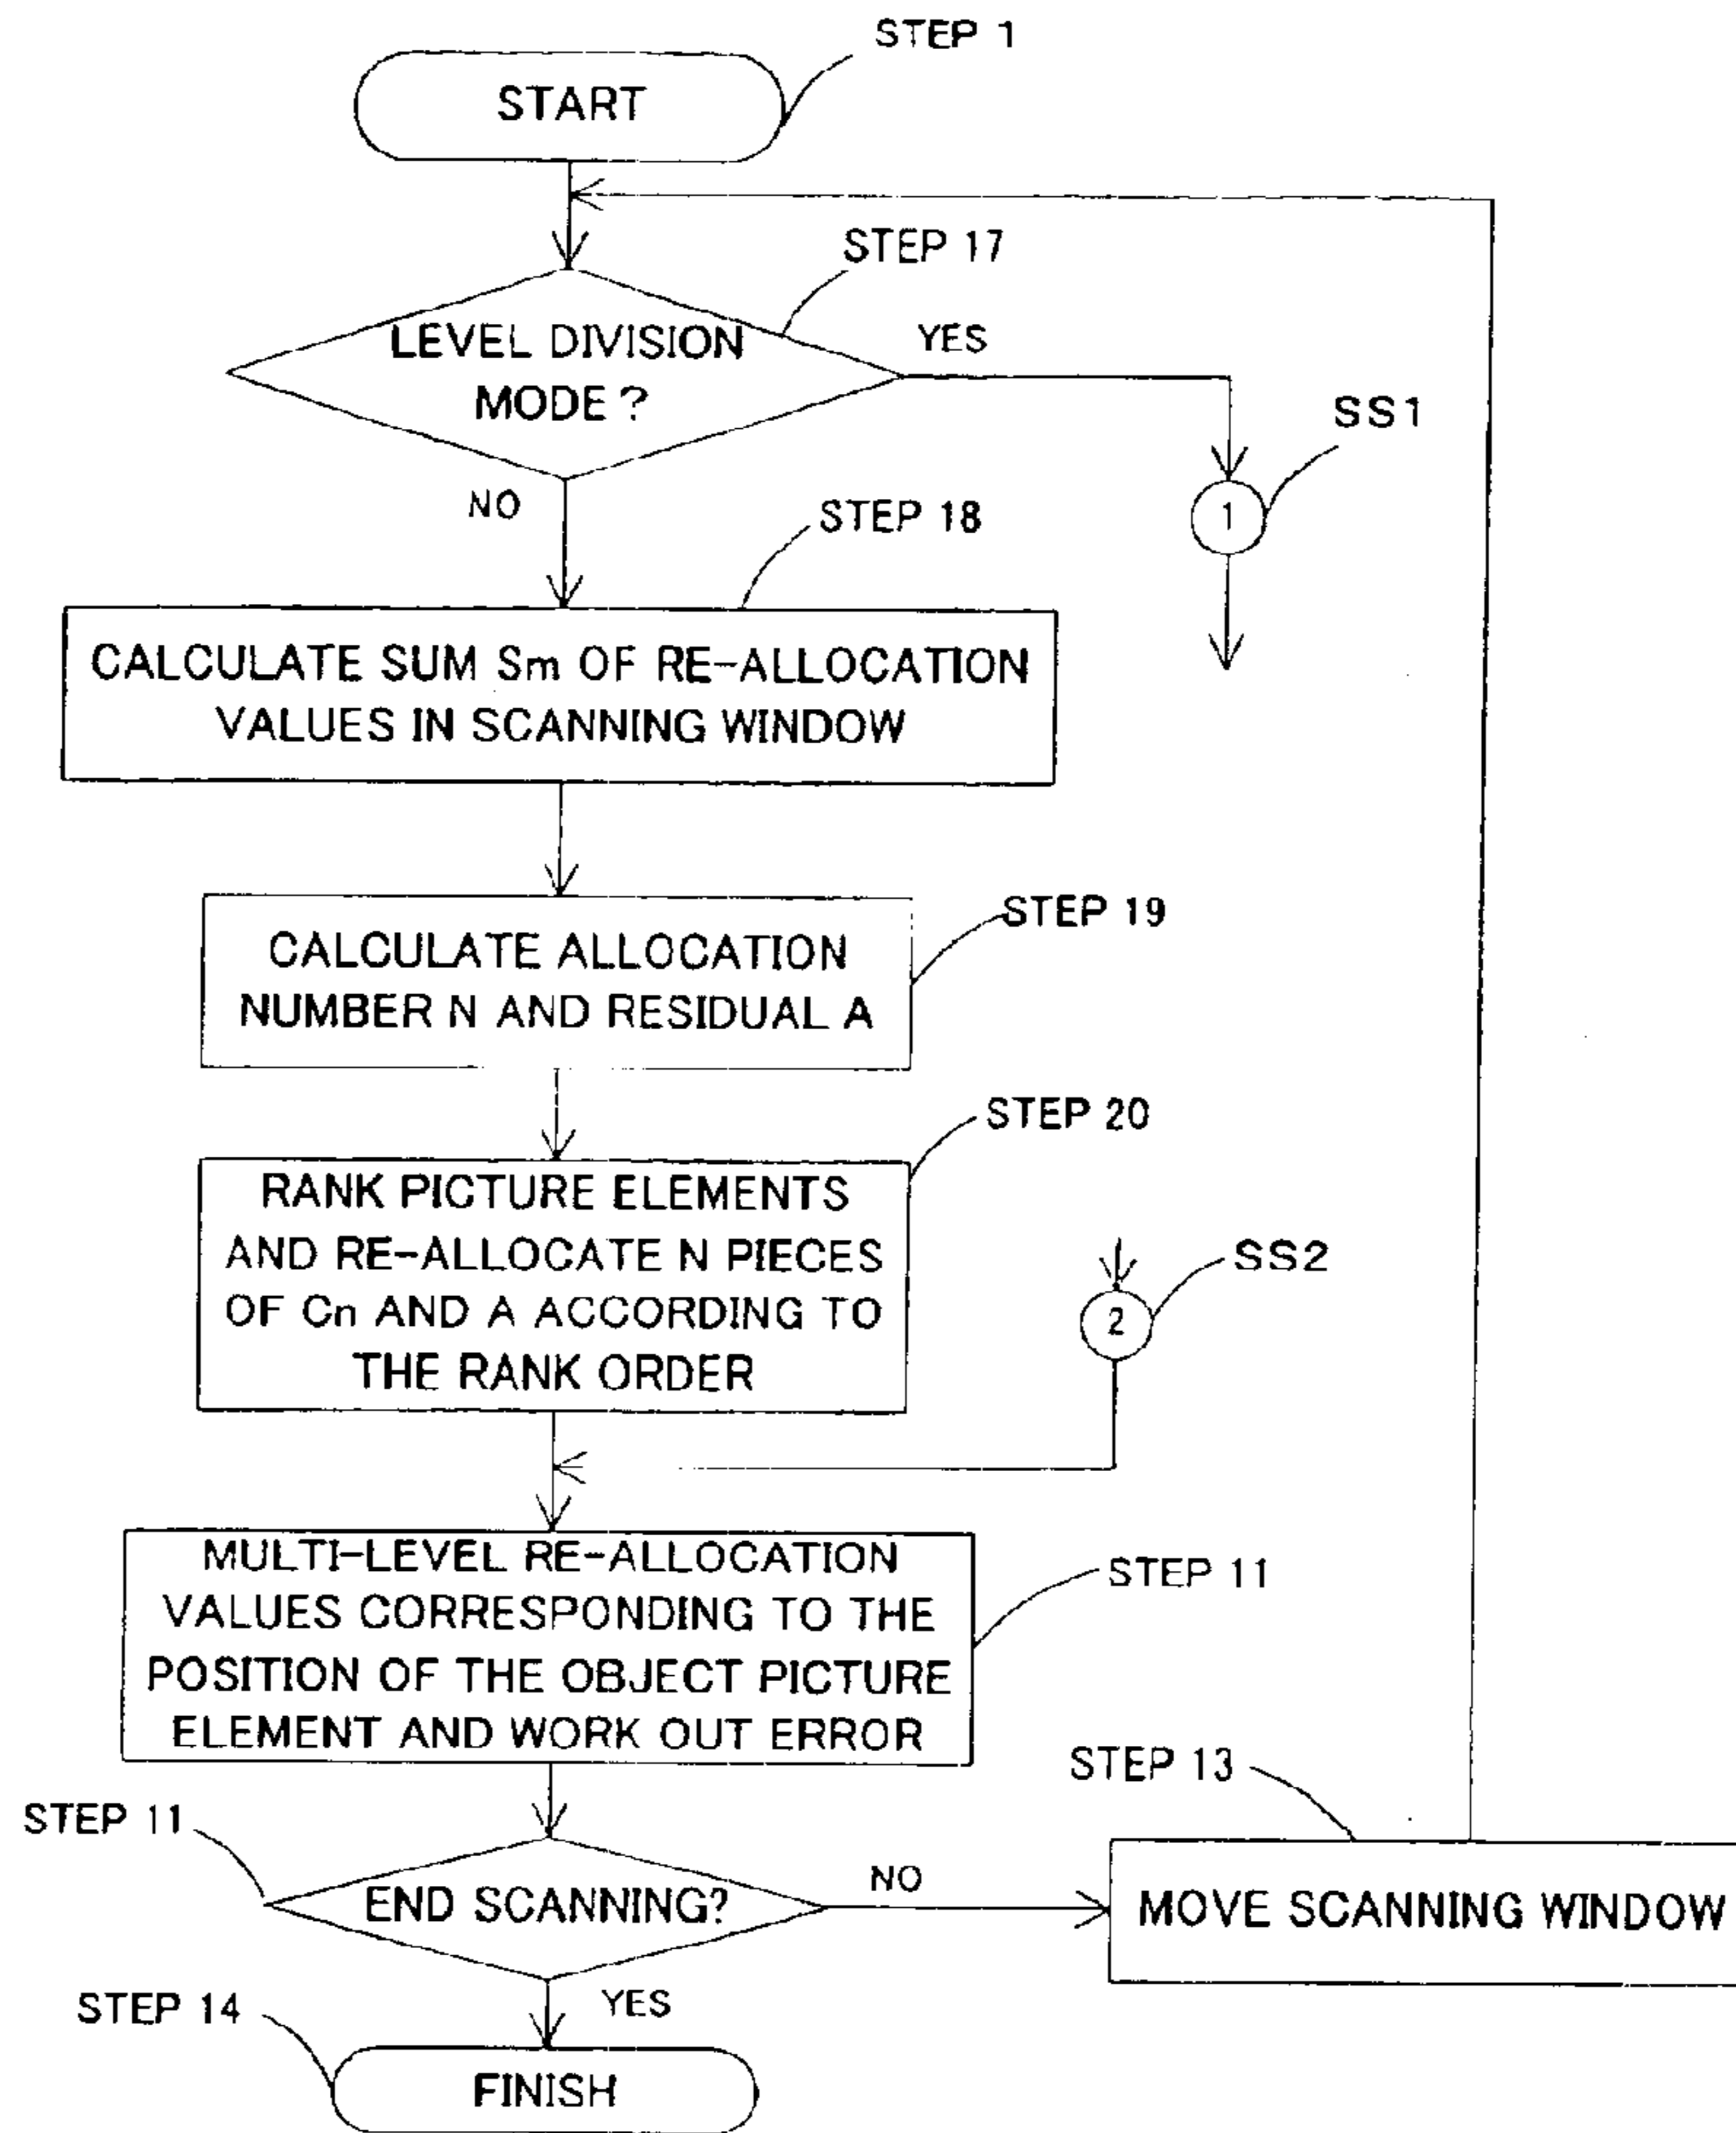 STEP 1
START
STEP 17
LEVEL DIVISION
MODE ?
YES
SS1
1
NO
STEP 18
CALCULATE SUM Sm OF RE-ALLOCATION
VALUES IN SCANNING WINDOW
STEP 19
CALCULATE ALLOCATION
NUMBER N AND RESIDUAL A
STEP 20
RANK PICTURE ELEMENTS
AND RE-ALLOCATE N PIECES
OF Cn AND A ACCORDING TO
THE RANK ORDER
SS2
2
MULTI-LEVEL RE-ALLOCATION
VALUES CORRESPONDING TO THE
POSITION OF THE OBJECT PICTURE
ELEMENT AND WORK OUT ERROR
STEP 11
STEP 13
STEP 11
END SCANNING?
NO
MOVE SCANNING WINDOW
STEP 14
YES
FINISH